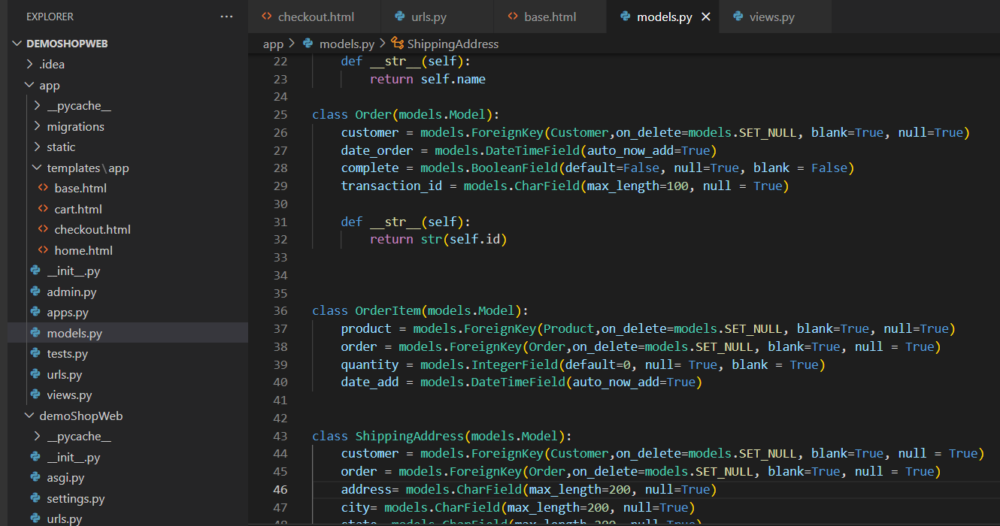 EXPLORER
···
DEMOSHOPWEB
.idea
app
__pycache__
migrations
static
templates\app
base.html
cart.html
checkout.html
home.html
__init__.py
admin.py
apps.py
models.py
tests.py
urls.py
views.py
demoShopWeb
__pycache__
__init__.py
asgi.py
settings.py
urls.py
checkout.html urls.py base.html models.py views.py
app > models.py > ShippingAddress
22 def __str__(self):
23 return self.name
24
25 class Order(models.Model):
26 customer = models.ForeignKey(Customer,on_delete=models.SET_NULL, blank=True, null=True)
27 date_order = models.DateTimeField(auto_now_add=True)
28 complete = models.BooleanField(default=False, null=True, blank = False)
29 transaction_id = models.CharField(max_length=100, null = True)
30
31 def __str__(self):
32 return str(self.id)
33
34
35
36 class OrderItem(models.Model):
37 product = models.ForeignKey(Product,on_delete=models.SET_NULL, blank=True, null=True)
38 order = models.ForeignKey(Order,on_delete=models.SET_NULL, blank=True, null = True)
39 quantity = models.IntegerField(default=0, null= True, blank = True)
40 date_add = models.DateTimeField(auto_now_add=True)
41
42
43 class ShippingAddress(models.Model):
44 customer = models.ForeignKey(Customer,on_delete=models.SET_NULL, blank=True, null = True)
45 order = models.ForeignKey(Order,on_delete=models.SET_NULL, blank=True, null = True)
46 address= models.CharField(max_length=200, null=True)
47 city= models.CharField(max_length=200, null=True)
48 state= models.CharField(max_length=200, null=True)